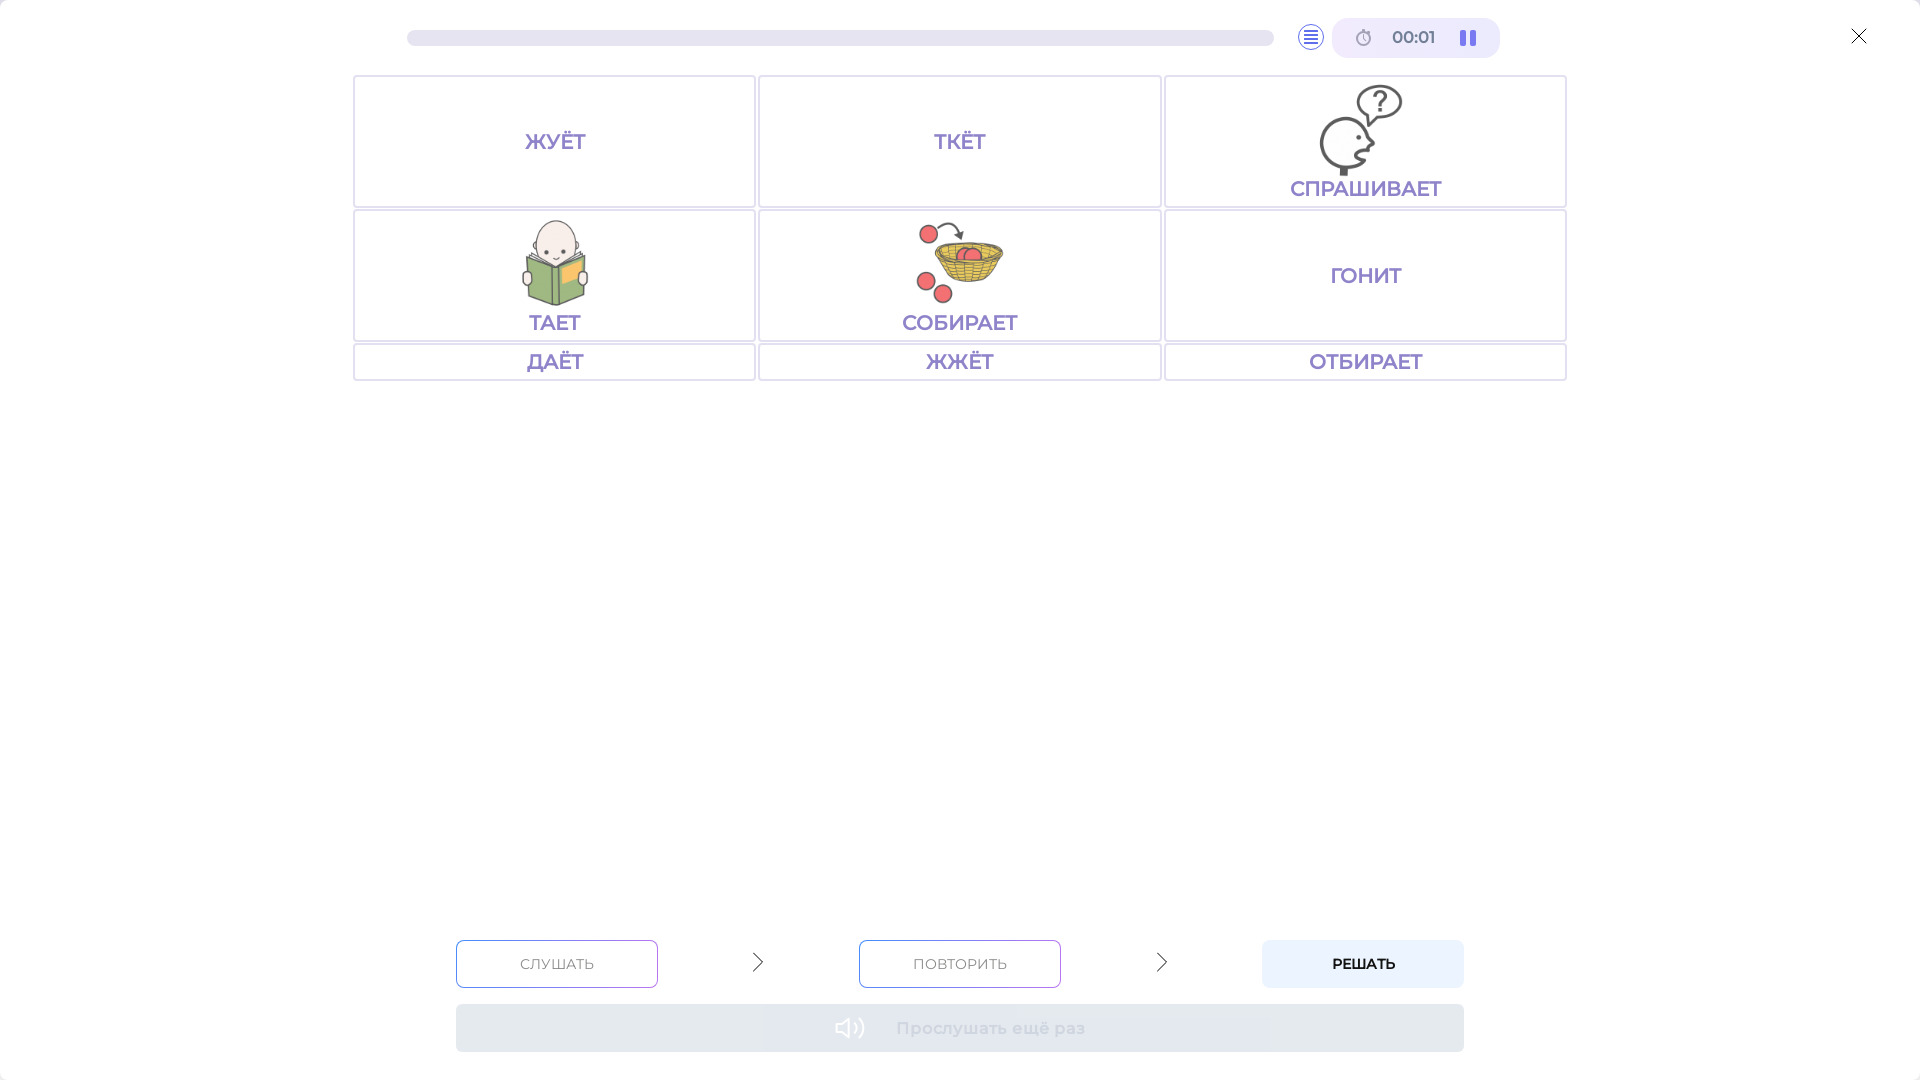 00:01
ЖУЁТ
ТКЁТ
?
СПРАШИВАЕТ
ТАЕТ
СОБИРАЕТ
ГОНИТ
ДАЁТ
ЖЖЁТ
ОТБИРАЕТ
СЛУШАТЬ
ПОВТОРИТЬ
РЕШАТЬ
Прослушать ещё раз